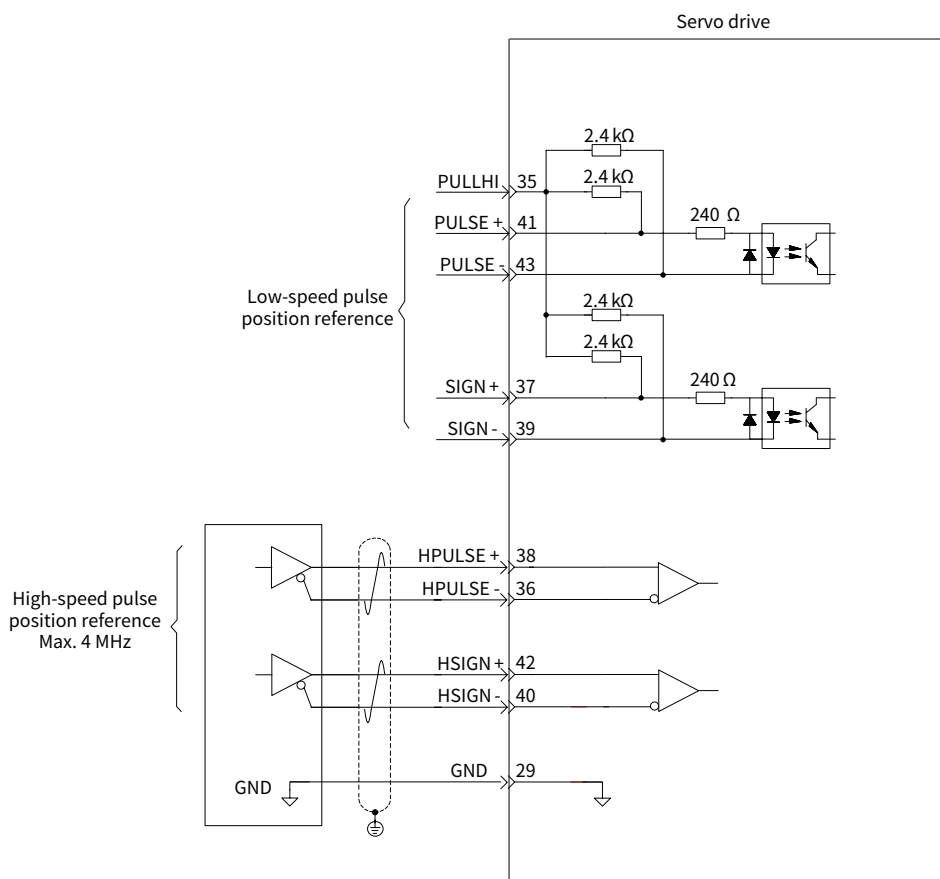 Servo drive
2.4 kΩ
PULLHI 35
2.4 kΩ
PULSE + 41
240 Ω
PULSE - 43
Low-speed pulse
position reference
2.4 kΩ
2.4 kΩ
SIGN + 37
240 Ω
SIGN - 39
High-speed pulse
position reference
Max. 4 MHz
HPULSE + 38
HPULSE - 36
HSIGN + 42
HSIGN - 40
GND
GND 29